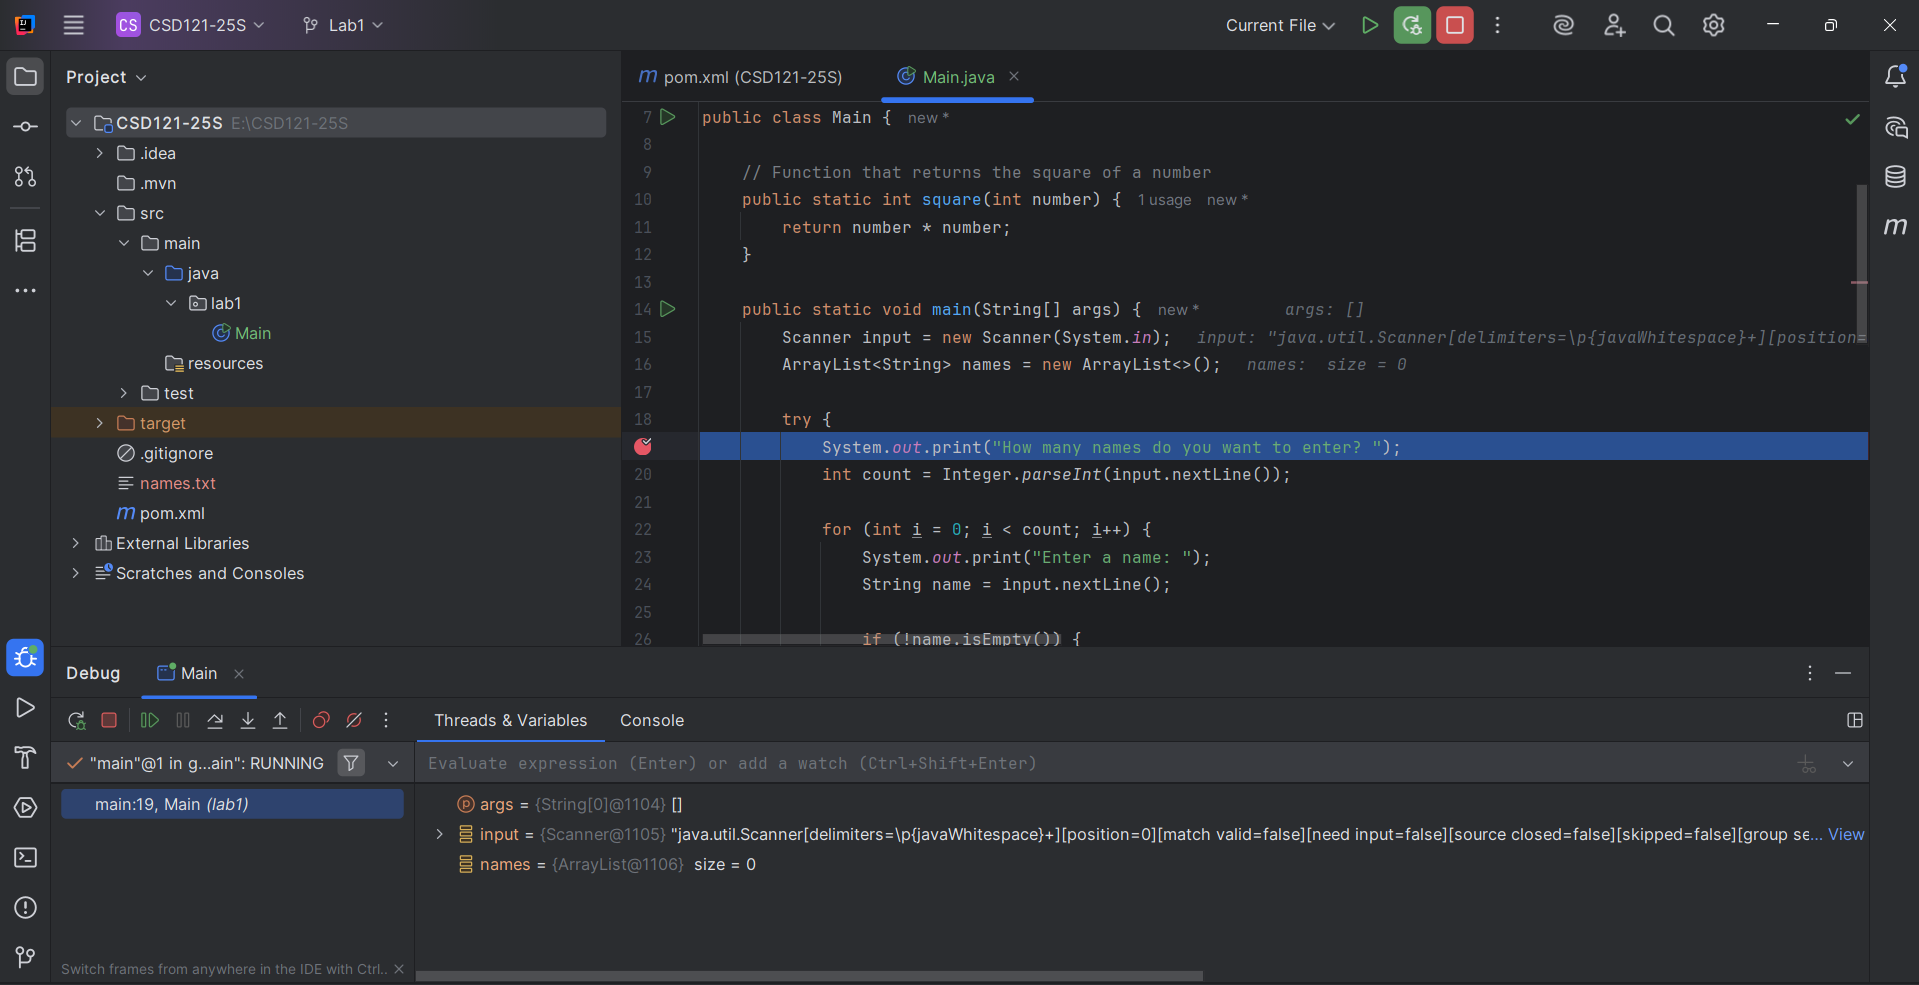 CS CSD121-25S Lab1 Current File
Project
CSD121-25S E:\CSD121-25S
.idea
.mvn
src
main
java
lab1
Main
resources
test
target
.gitignore
names.txt
m pom.xml
External Libraries
Scratches and Consoles
m pom.xml (CSD121-25S) Main.java
7 public class Main { new *
8
9 // Function that returns the square of a number
10 public static int square(int number) { 1 usage new *
11 return number * number;
12 }
13
14 public static void main(String[] args) { new * args: []
15 Scanner input = new Scanner(System.in); input: "java.util.Scanner[delimiters=\p{javaWhitespace}+][position=
16 ArrayList<String> names = new ArrayList<>(); names: size = 0
17
18 try {
System.out.print("How many names do you want to enter? ");
20 int count = Integer.parseInt(input.nextLine());
21
22 for (int i = 0; i < count; i++) {
23 System.out.print("Enter a name: ");
24 String name = input.nextLine();
25
26 if (!name.isEmpty()) {
m
Debug Main
Threads & Variables Console
"main"@1 in g...ain": RUNNING
Evaluate expression (Enter) or add a watch (Ctrl+Shift+Enter)
main:19, Main (lab1)
args = {String[0]@1104} []
input = {Scanner@1105} "java.util.Scanner[delimiters=\p{javaWhitespace}+][position=0][match valid=false][need input=false][source closed=false][skipped=false][group se... View
names = {ArrayList@1106} size = 0
Switch frames from anywhere in the IDE with Ctrl..